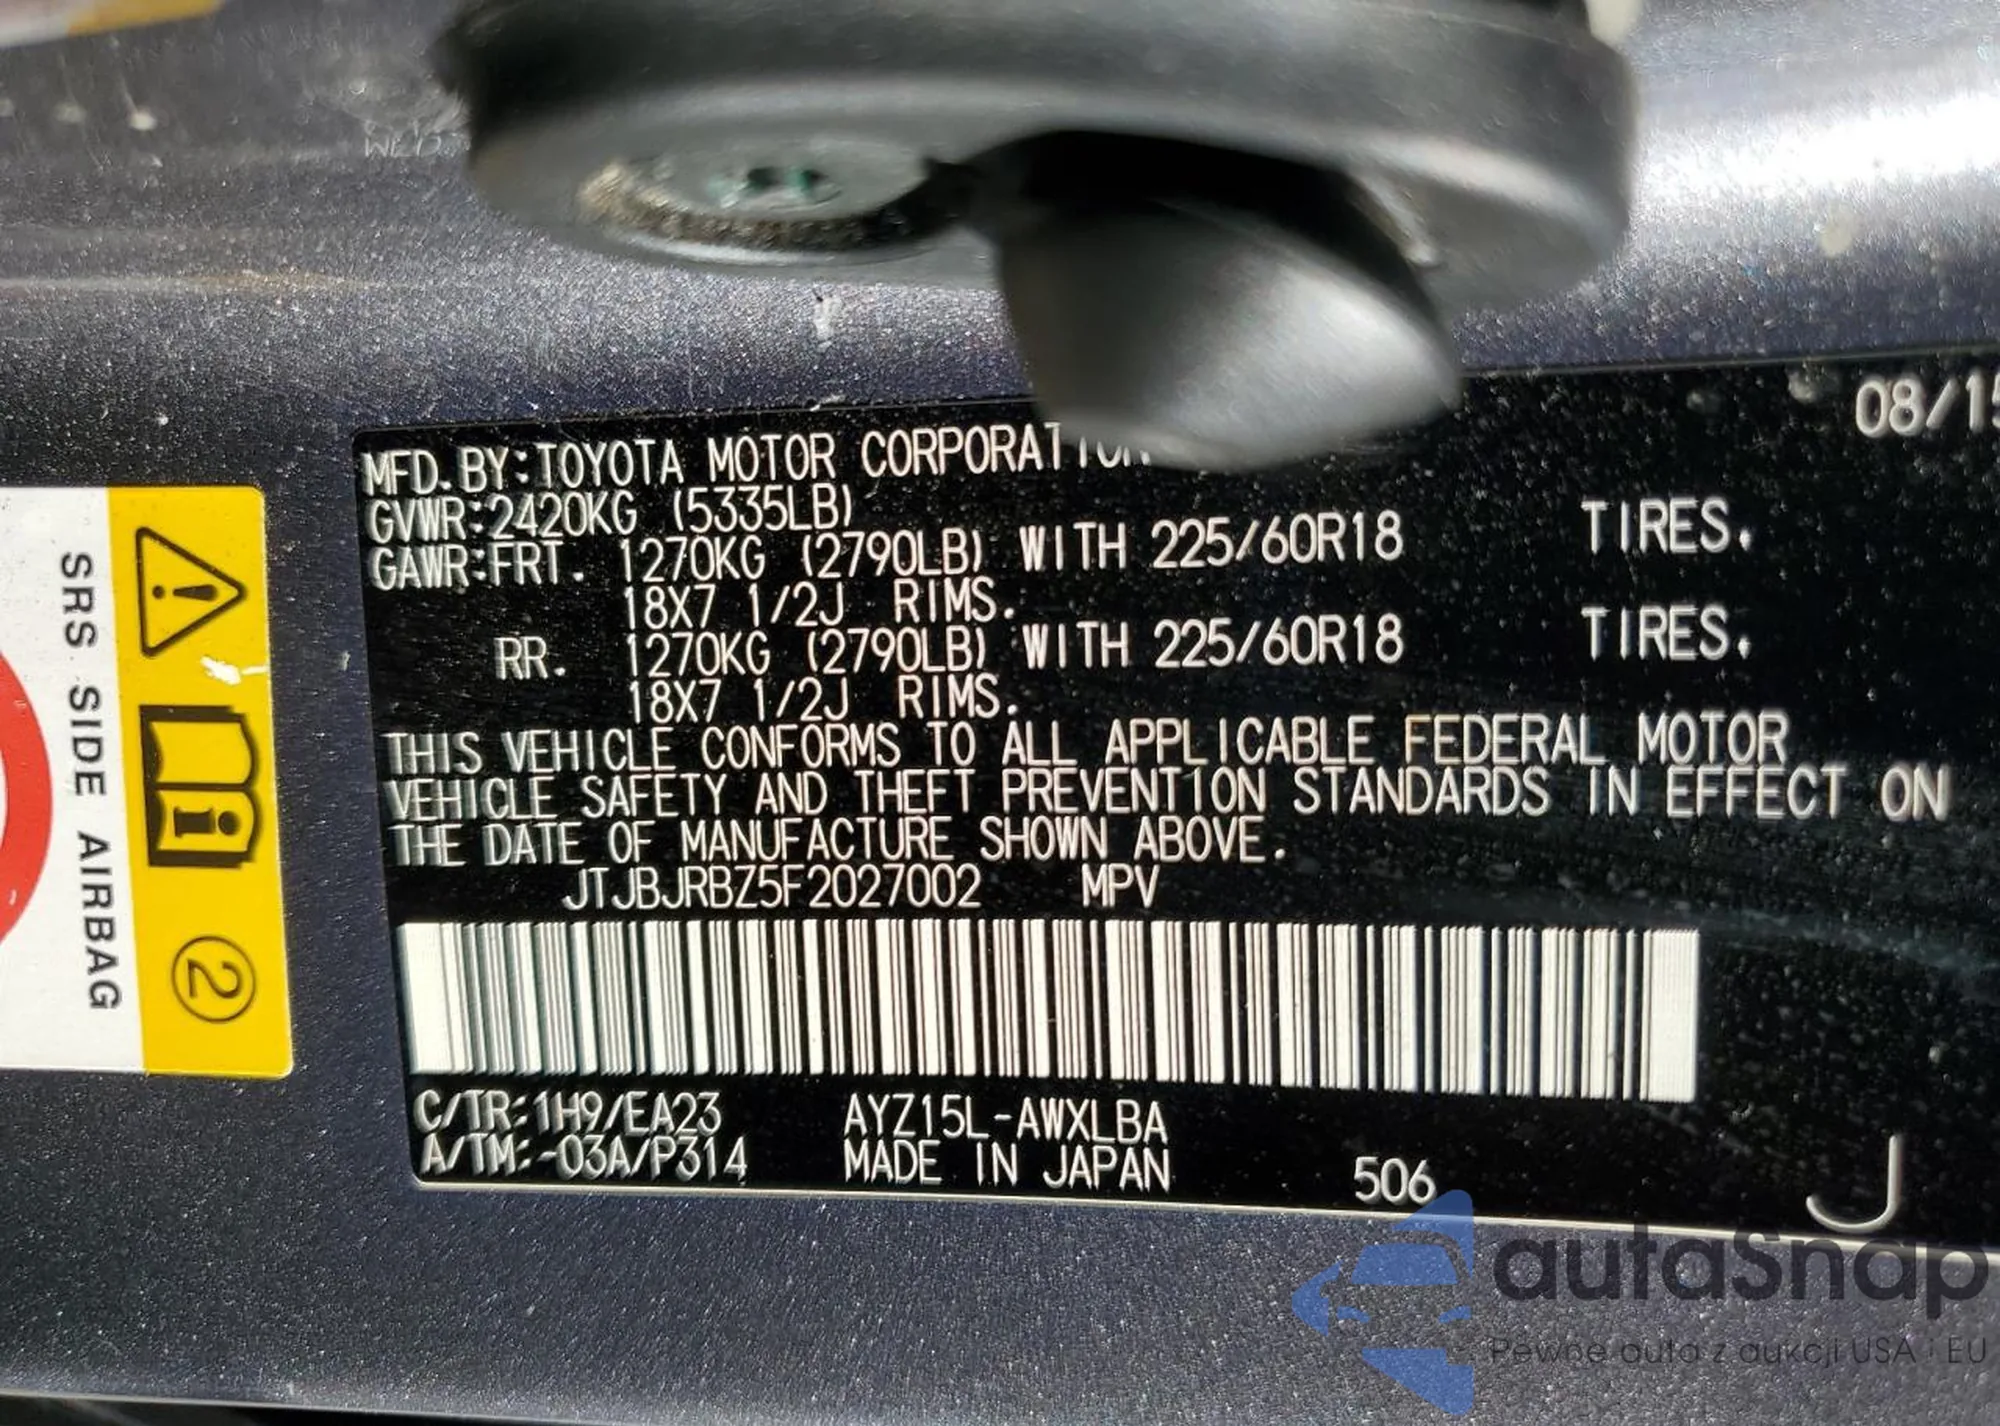 08/15
MFD. BY: TOYOTA MOTOR CORPORATION
GVWR: 2420KG (5335LB)
GAWR: FRT. 1270KG (2790LB) WITH 225/60R18 TIRES.
18X7 1/2J RIMS.
RR. 1270KG (2790LB) WITH 225/60R18 TIRES.
18X7 1/2J RIMS.
THIS VEHICLE CONFORMS TO ALL APPLICABLE FEDERAL MOTOR
VEHICLE SAFETY AND THEFT PREVENTION STANDARDS IN EFFECT ON
THE DATE OF MANUFACTURE SHOWN ABOVE.
JTJBJRBZ5F2027002 MPV
C/TR: 1H9/EA23 AYZ15L-AWXLBA
A/TM: -03A/P314 MADE IN JAPAN 506 J
SRS SIDE AIRBAG
2
autaSnap
Pewne auta z aukcji USA i EU